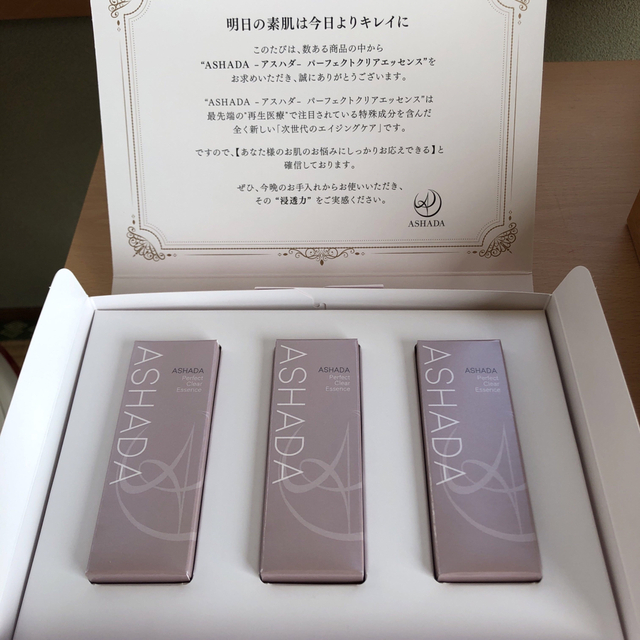 明日の素肌は今日よりキレイに
このたびは、数ある商品の中から
“ASHADA –アスハダ– パーフェクトクリアエッセンス”を
お求めいただき、誠にありがとうございます。
“ASHADA –アスハダ– パーフェクトクリアエッセンス”は
最先端の“再生医療”で注目されている特殊成分を含んだ
全く新しい「次世代のエイジングケア」です。
ですので、【あなた様のお肌のお悩みにしっかりお応えできる】と
確信しております。
ぜひ、今晩のお手入れからお使いいただき、
その “浸透力” をご実感ください。
ASHADA
ASHADA
ASHADA
Perfect
Clear
Essence
ASHADA
ASHADA
Perfect
Clear
Essence
ASHADA
ASHADA
Perfect
Clear
Essence